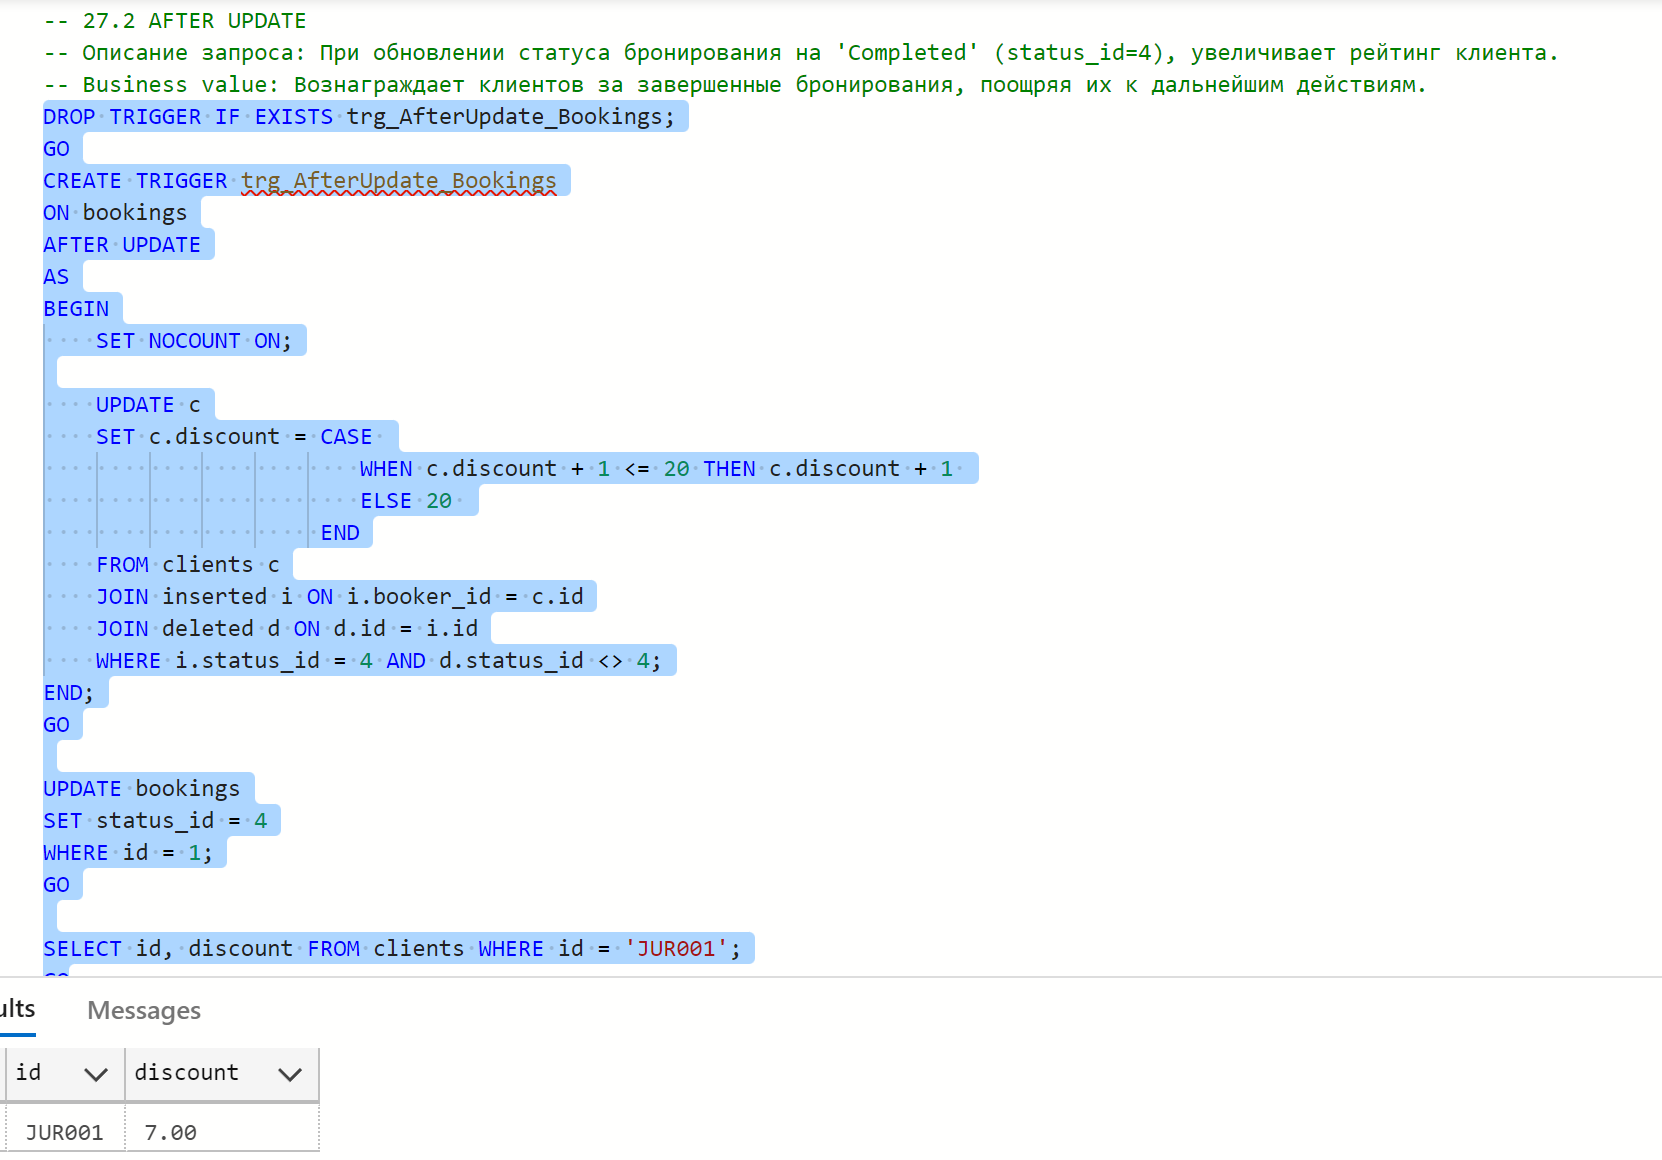 -- 27.2 AFTER UPDATE
-- Описание запроса: При обновлении статуса бронирования на 'Completed' (status_id=4), увеличивает рейтинг клиента.
-- Business value: Вознаграждает клиентов за завершенные бронирования, поощряя их к дальнейшим действиям.
DROP TRIGGER IF EXISTS trg_AfterUpdate_Bookings;
GO
CREATE TRIGGER trg_AfterUpdate_Bookings
ON bookings
AFTER UPDATE
AS
BEGIN
    SET NOCOUNT ON;

    UPDATE c
    SET c.discount = CASE
                        WHEN c.discount + 1 <= 20 THEN c.discount + 1
                        ELSE 20
                     END
    FROM clients c
    JOIN inserted i ON i.booker_id = c.id
    JOIN deleted d ON d.id = i.id
    WHERE i.status_id = 4 AND d.status_id <> 4;
END;
GO

UPDATE bookings
SET status_id = 4
WHERE id = 1;
GO

SELECT id, discount FROM clients WHERE id = 'JUR001';
Messages
id discount
JUR001 7.00